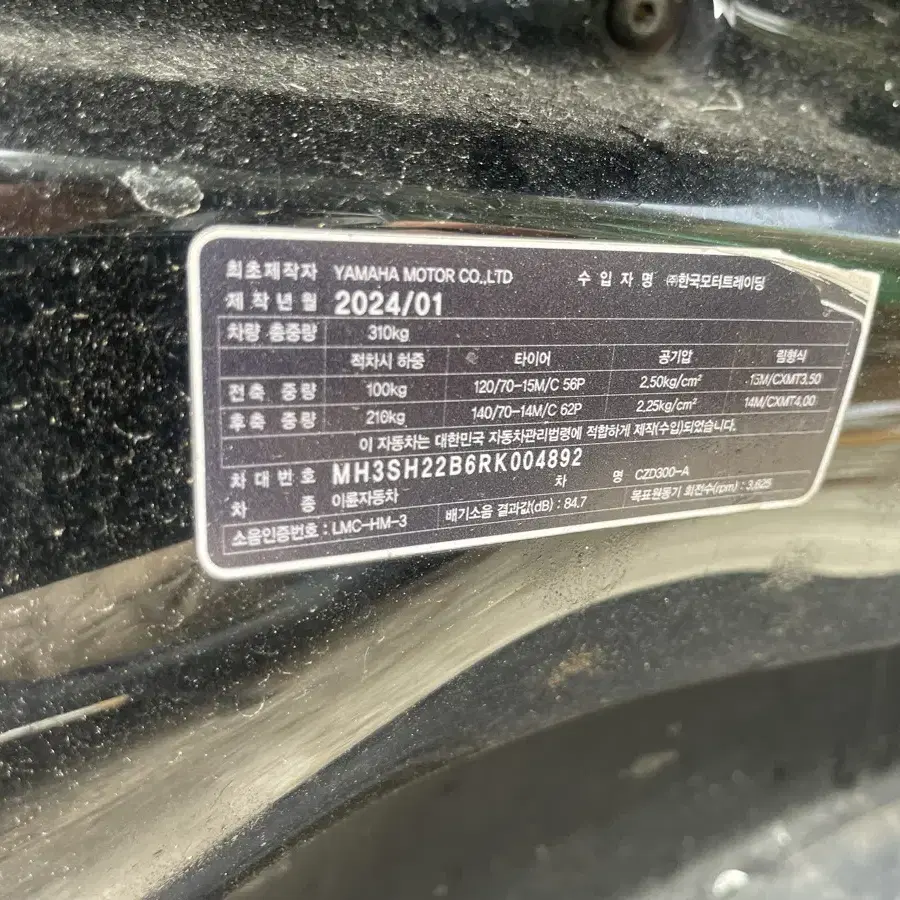 최초제작자 YAMAHA MOTOR CO.,LTD 수입자명 ㈜한국모터트레이딩
제작년월 2024/01
차량 총중량 310kg
적차시 하중 타이어 공기압 림형식
전축 중량 100kg 120/70-15M/C 56P 2.50kg/cm² 15M/CXMT3.50
후축 중량 210kg 140/70-14M/C 62P 2.25kg/cm² 14M/CXMT4.00
이 자동차는 대한민국 자동차관리법령에 적합하게 제작(수입)되었습니다.
차대번호 MH3SH22B6RK004892 차 명 CZD300-A
차 종 이륜자동차
소음인증번호 : LMC-HM-3 배기소음 결과값(dB) : 84.7 목표원동기 회전수(rpm) : 3,625